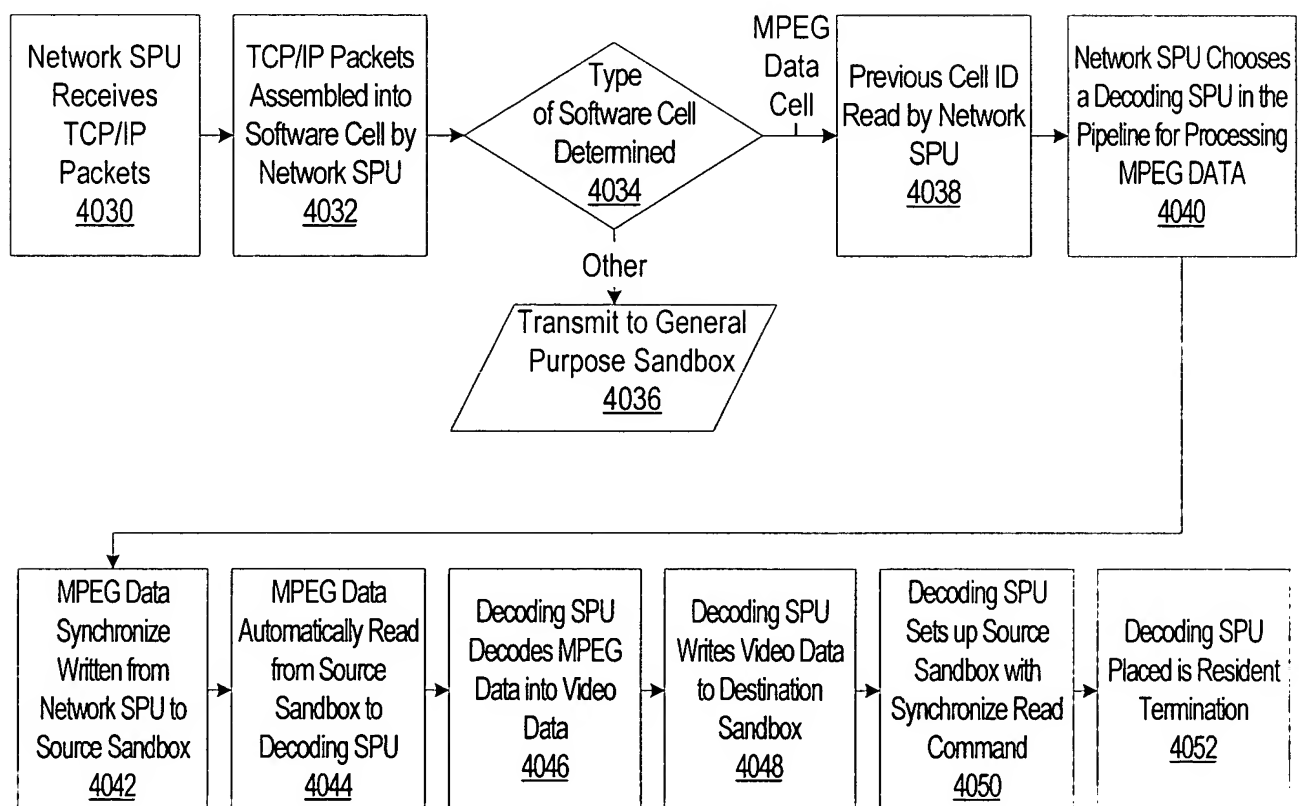 Network SPU
Receives
TCP/IP
Packets
4030
TCP/IP Packets
Assembled into
Software Cell by
Network SPU
4032
Type
of Software Cell
Determined
4034
MPEG
Data
Cell
Previous Cell ID
Read by Network
SPU
4038
Network SPU Chooses
a Decoding SPU in the
Pipeline for Processing
MPEG DATA
4040
Other
Transmit to General
Purpose Sandbox
4036
MPEG Data
Synchronize
Written from
Network SPU to
Source Sandbox
4042
MPEG Data
Automatically Read
from Source
Sandbox to
Decoding SPU
4044
Decoding SPU
Decodes MPEG
Data into Video
Data
4046
Decoding SPU
Writes Video Data
to Destination
Sandbox
4048
Decoding SPU
Sets up Source
Sandbox with
Synchronize Read
Command
4050
Decoding SPU
Placed is Resident
Termination
4052